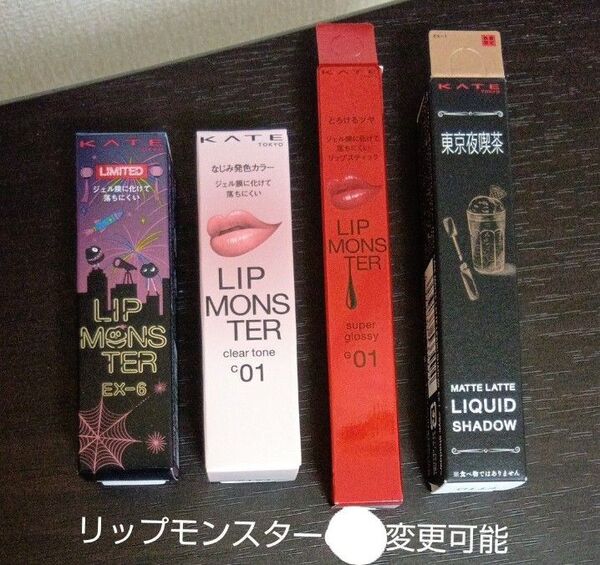 KATE
TOKYO
LIMITED
ジェル膜に化けて
落ちにくい
LIP
MONS
TER
EX-6
KATE
TOKYO
なじみ発色カラー
ジェル膜に化けて
落ちにくい
LIP
MONS
TER
clear tone
c01
KATE
とろけるツヤ
ジェル膜に化けて
落ちにくい
リップスティック
LIP
MONS
TER
super
glossy
01
EX-1
KATE
TOKYO
東京夜喫茶
MATTE LATTE
LIQUID
SHADOW
※食べ物ではありません
リップモンスター
変更可能